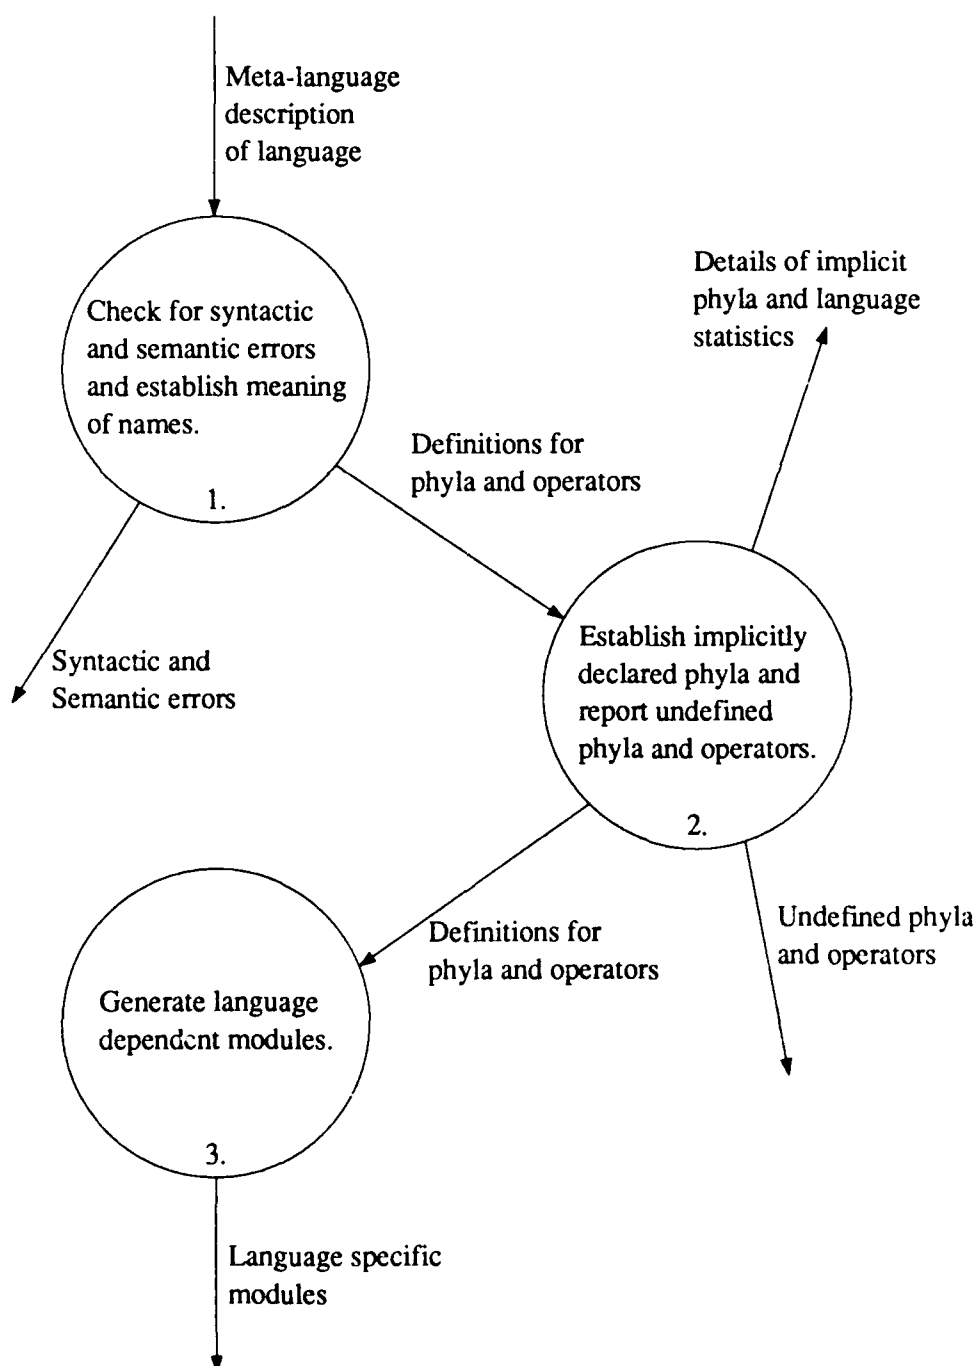 Meta-language
description
of language
Check for syntactic
and semantic errors
and establish meaning
of names.
1.
Details of implicit
phyla and language
statistics
Definitions for
phyla and operators
Syntactic and
Semantic errors
Establish implicitly
declared phyla and
report undefined
phyla and operators.
2.
Definitions for
phyla and operators
Undefined phyla
and operators
Generate language
dependent modules.
3.
Language specific
modules